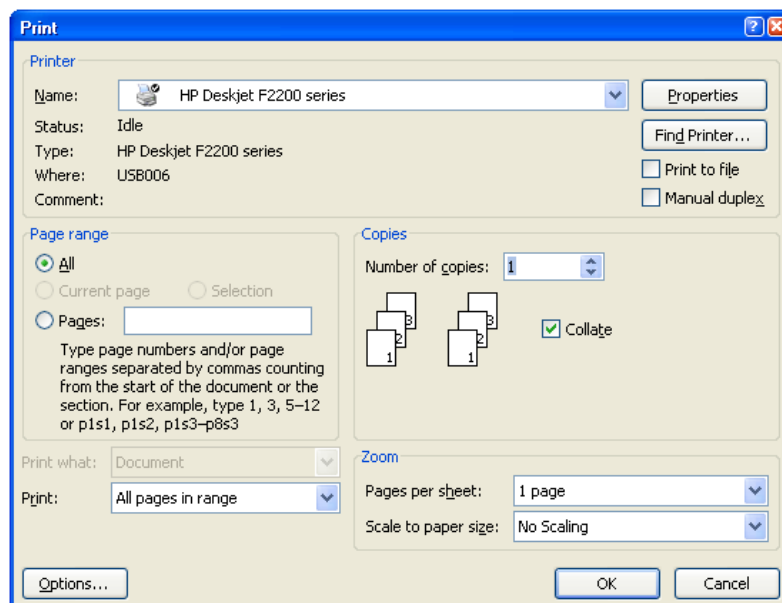 Print
Printer
Name:
HP Deskjet F2200 series
Properties
Status:
Idle
Find Printer...
Type:
HP Deskjet F2200 series
Where:
USB006
Print to file
Comment:
Manual duplex
Page range
All
Current page
Selection
Pages:
Type page numbers and/or page
ranges separated by commas counting
from the start of the document or the
section. For example, type 1, 3, 5–12
or p1s1, p1s2, p1s3–p8s3
Copies
Number of copies:
1
3
2
1
3
2
1
Collate
Print what:
Document
Print:
All pages in range
Zoom
Pages per sheet:
1 page
Scale to paper size:
No Scaling
Options...
OK
Cancel